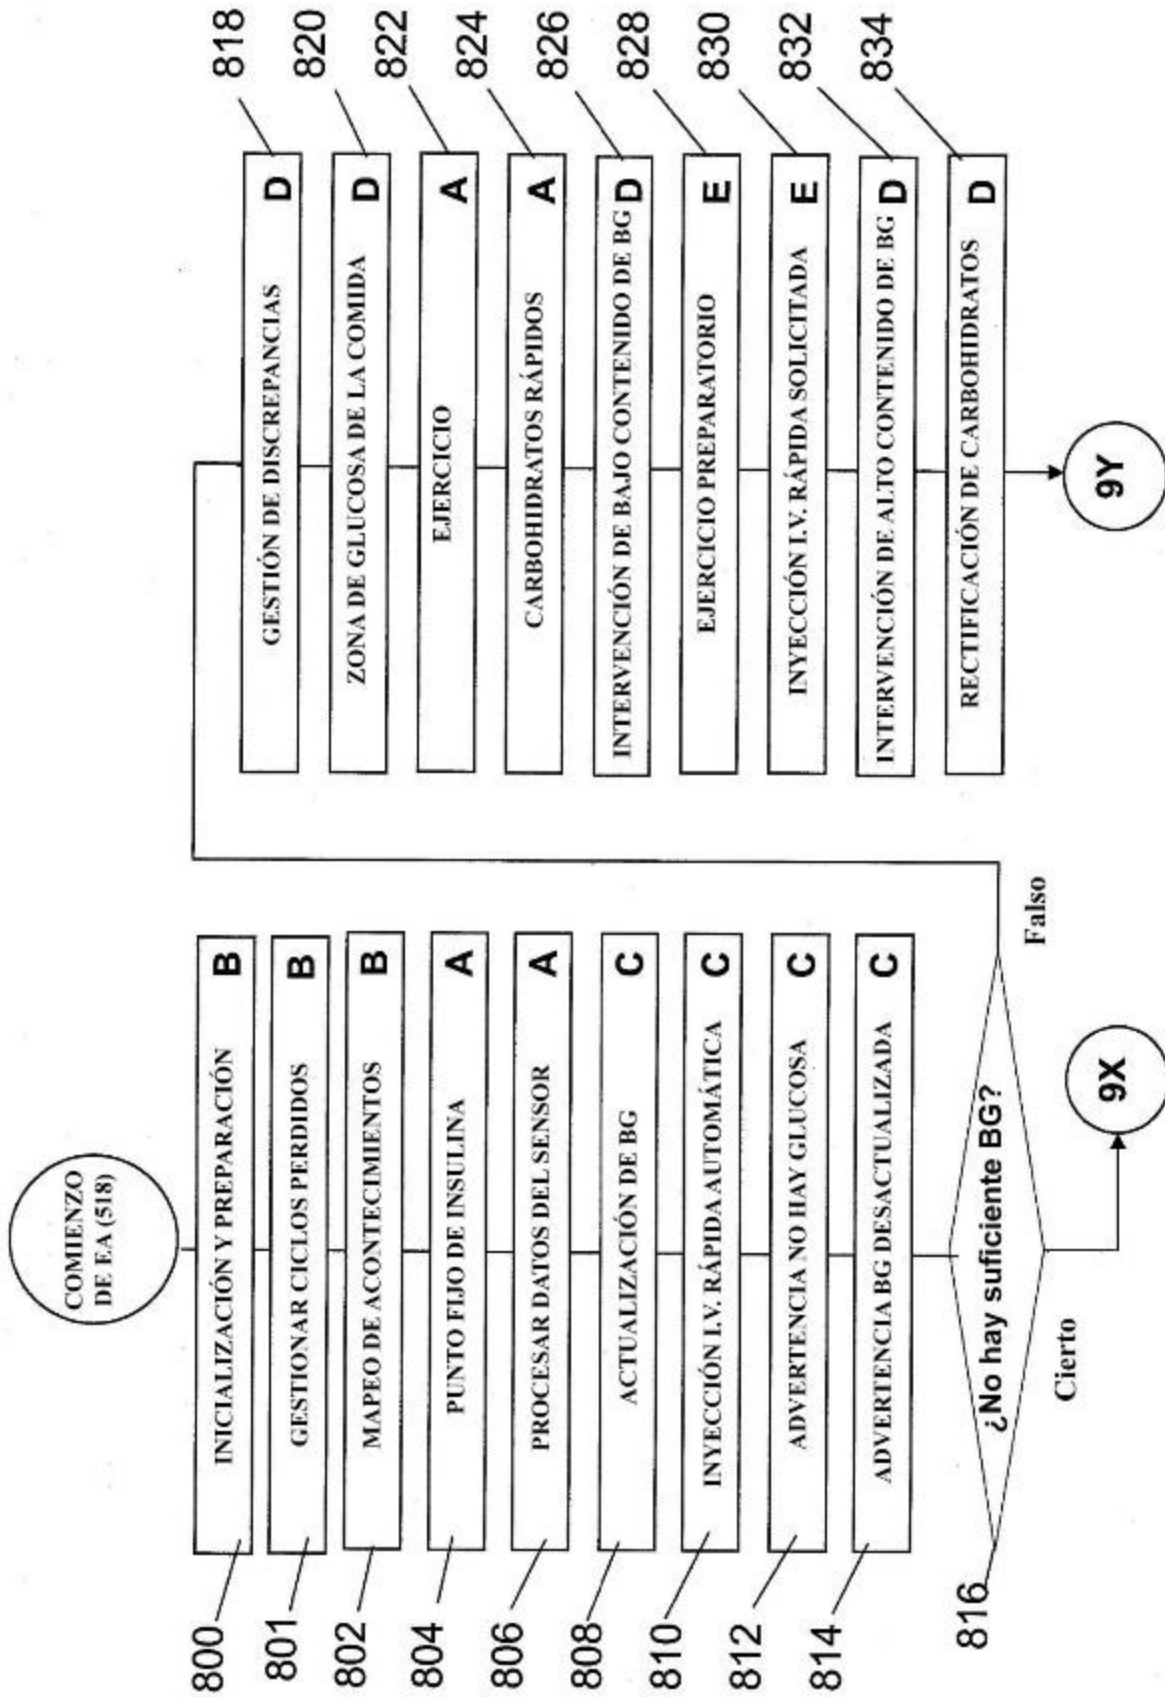 COMIENZO
DE EA (518)
800
INICIALIZACIÓN Y PREPARACIÓN B
801
GESTIONAR CICLOS PERDIDOS B
802
MAPEO DE ACONTECIMIENTOS B
804
PUNTO FIJO DE INSULINA A
806
PROCESAR DATOS DEL SENSOR A
808
ACTUALIZACIÓN DE BG C
810
INYECCIÓN I.V. RÁPIDA AUTOMÁTICA C
812
ADVERTENCIA NO HAY GLUCOSA C
814
ADVERTENCIA BG DESACTUALIZADA C
816
¿No hay suficiente BG?
Cierto
Falso
9X
GESTIÓN DE DISCREPANCIAS D
818
ZONA DE GLUCOSA DE LA COMIDA D
820
EJERCICIO A
822
CARBOHIDRATOS RÁPIDOS A
824
INTERVENCIÓN DE BAJO CONTENIDO DE BG D
826
EJERCICIO PREPARATORIO E
828
INYECCIÓN I.V. RÁPIDA SOLICITADA E
830
INTERVENCIÓN DE ALTO CONTENIDO DE BG D
832
RECTIFICACIÓN DE CARBOHIDRATOS D
834
9Y